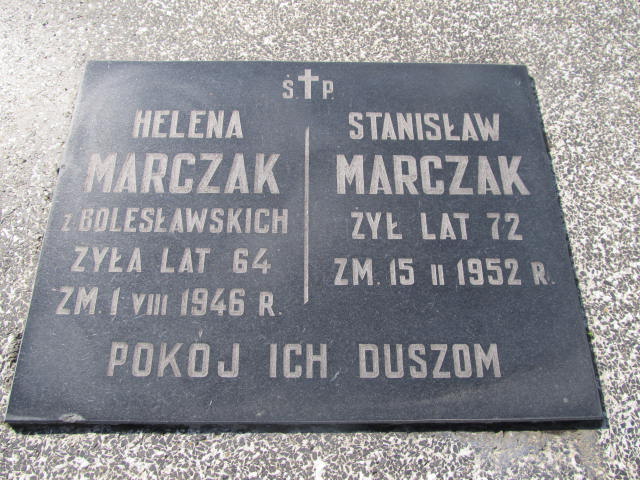 Ś.✝P.
HELENA
MARCZAK
z BOLESŁAWSKICH
ŻYŁA LAT 64
ZM. 1 VIII 1946 R.
STANISŁAW
MARCZAK
ŻYŁ LAT 72
ZM. 15 II 1952 R.
POKÓJ ICH DUSZOM